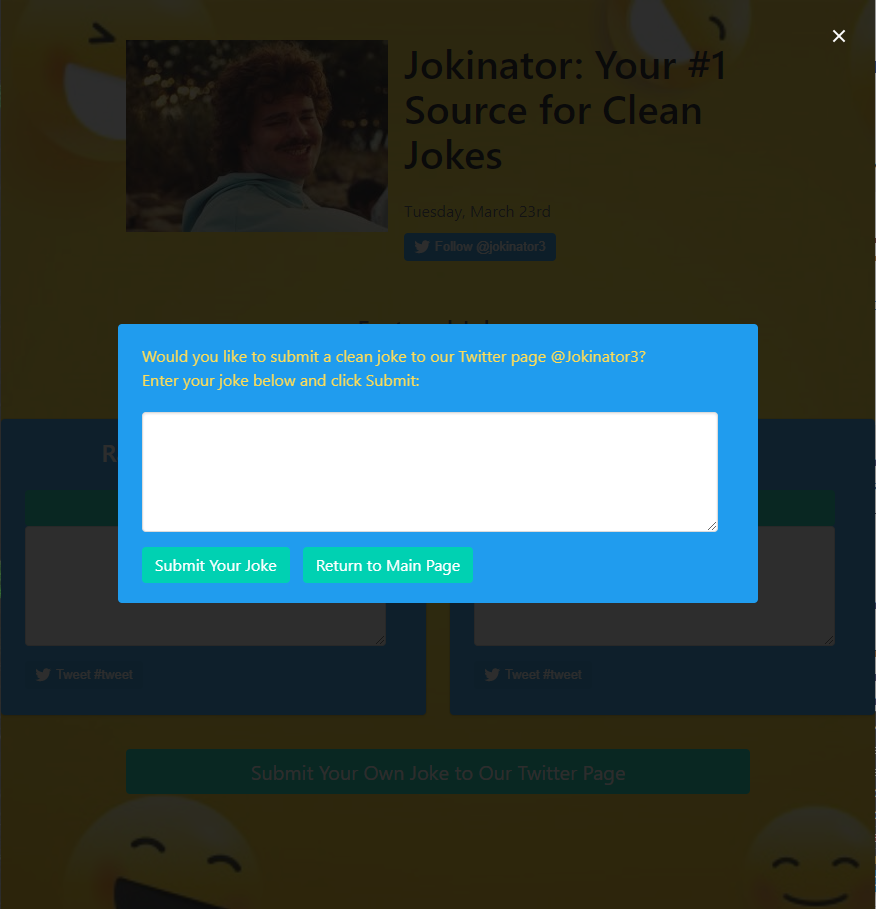 ×
Jokinator: Your #1
Source for Clean
Jokes
Tuesday, March 23rd
Follow @jokinator3
Would you like to submit a clean joke to our Twitter page @Jokinator3?
Enter your joke below and click Submit:
Submit Your Joke Return to Main Page
Tweet #tweet Tweet #tweet
Submit Your Own Joke to Our Twitter Page